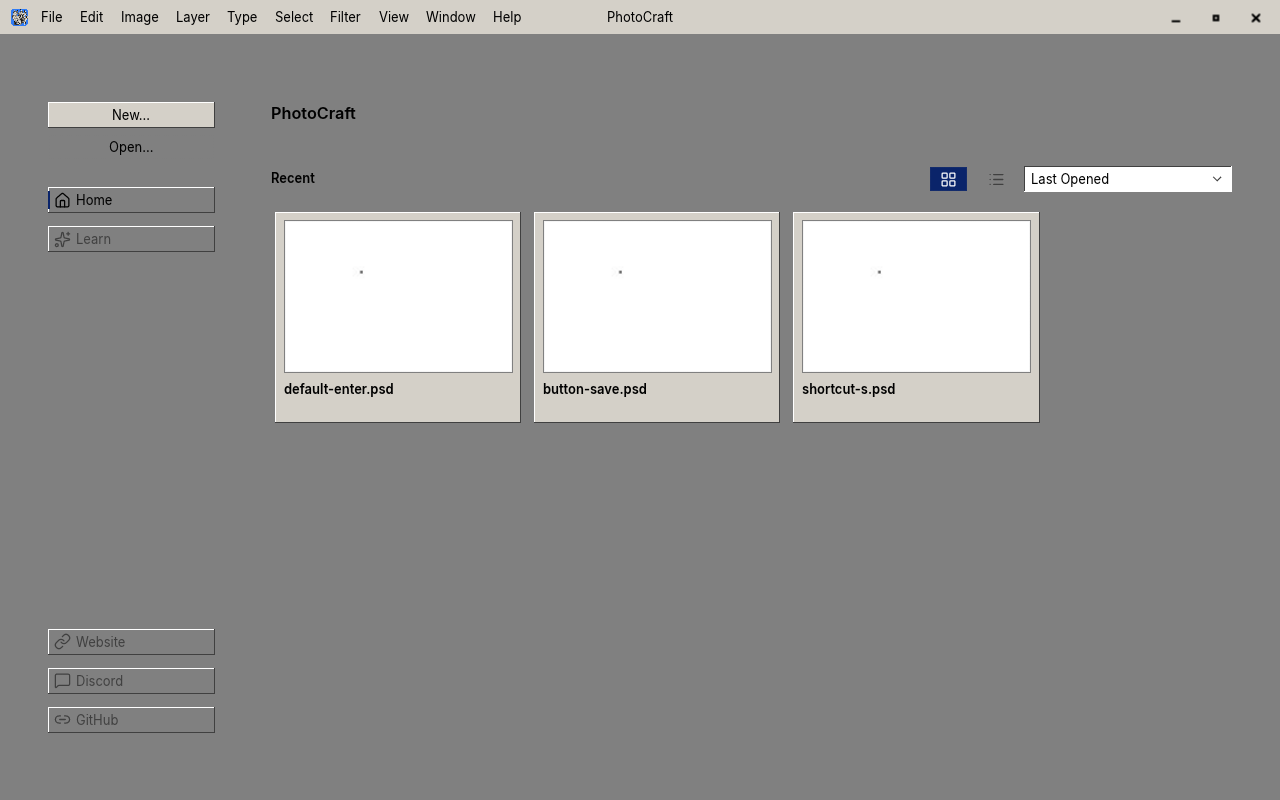 File Edit Image Layer Type Select Filter View Window Help PhotoCraft
New...
Open...
Home
Learn
Website
Discord
GitHub
PhotoCraft
Recent
Last Opened
default-enter.psd
button-save.psd
shortcut-s.psd